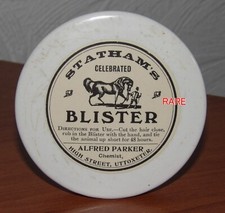 STATHAM'S
CELEBRATED
RARE
BLISTER
DIRECTIONS FOR USE.—Cut the hair close,
rub in the Blister with the hand, and tie
the animal up short for 48 hours.
ALFRED PARKER
Chemist,
HIGH STREET, UTTOXETER.